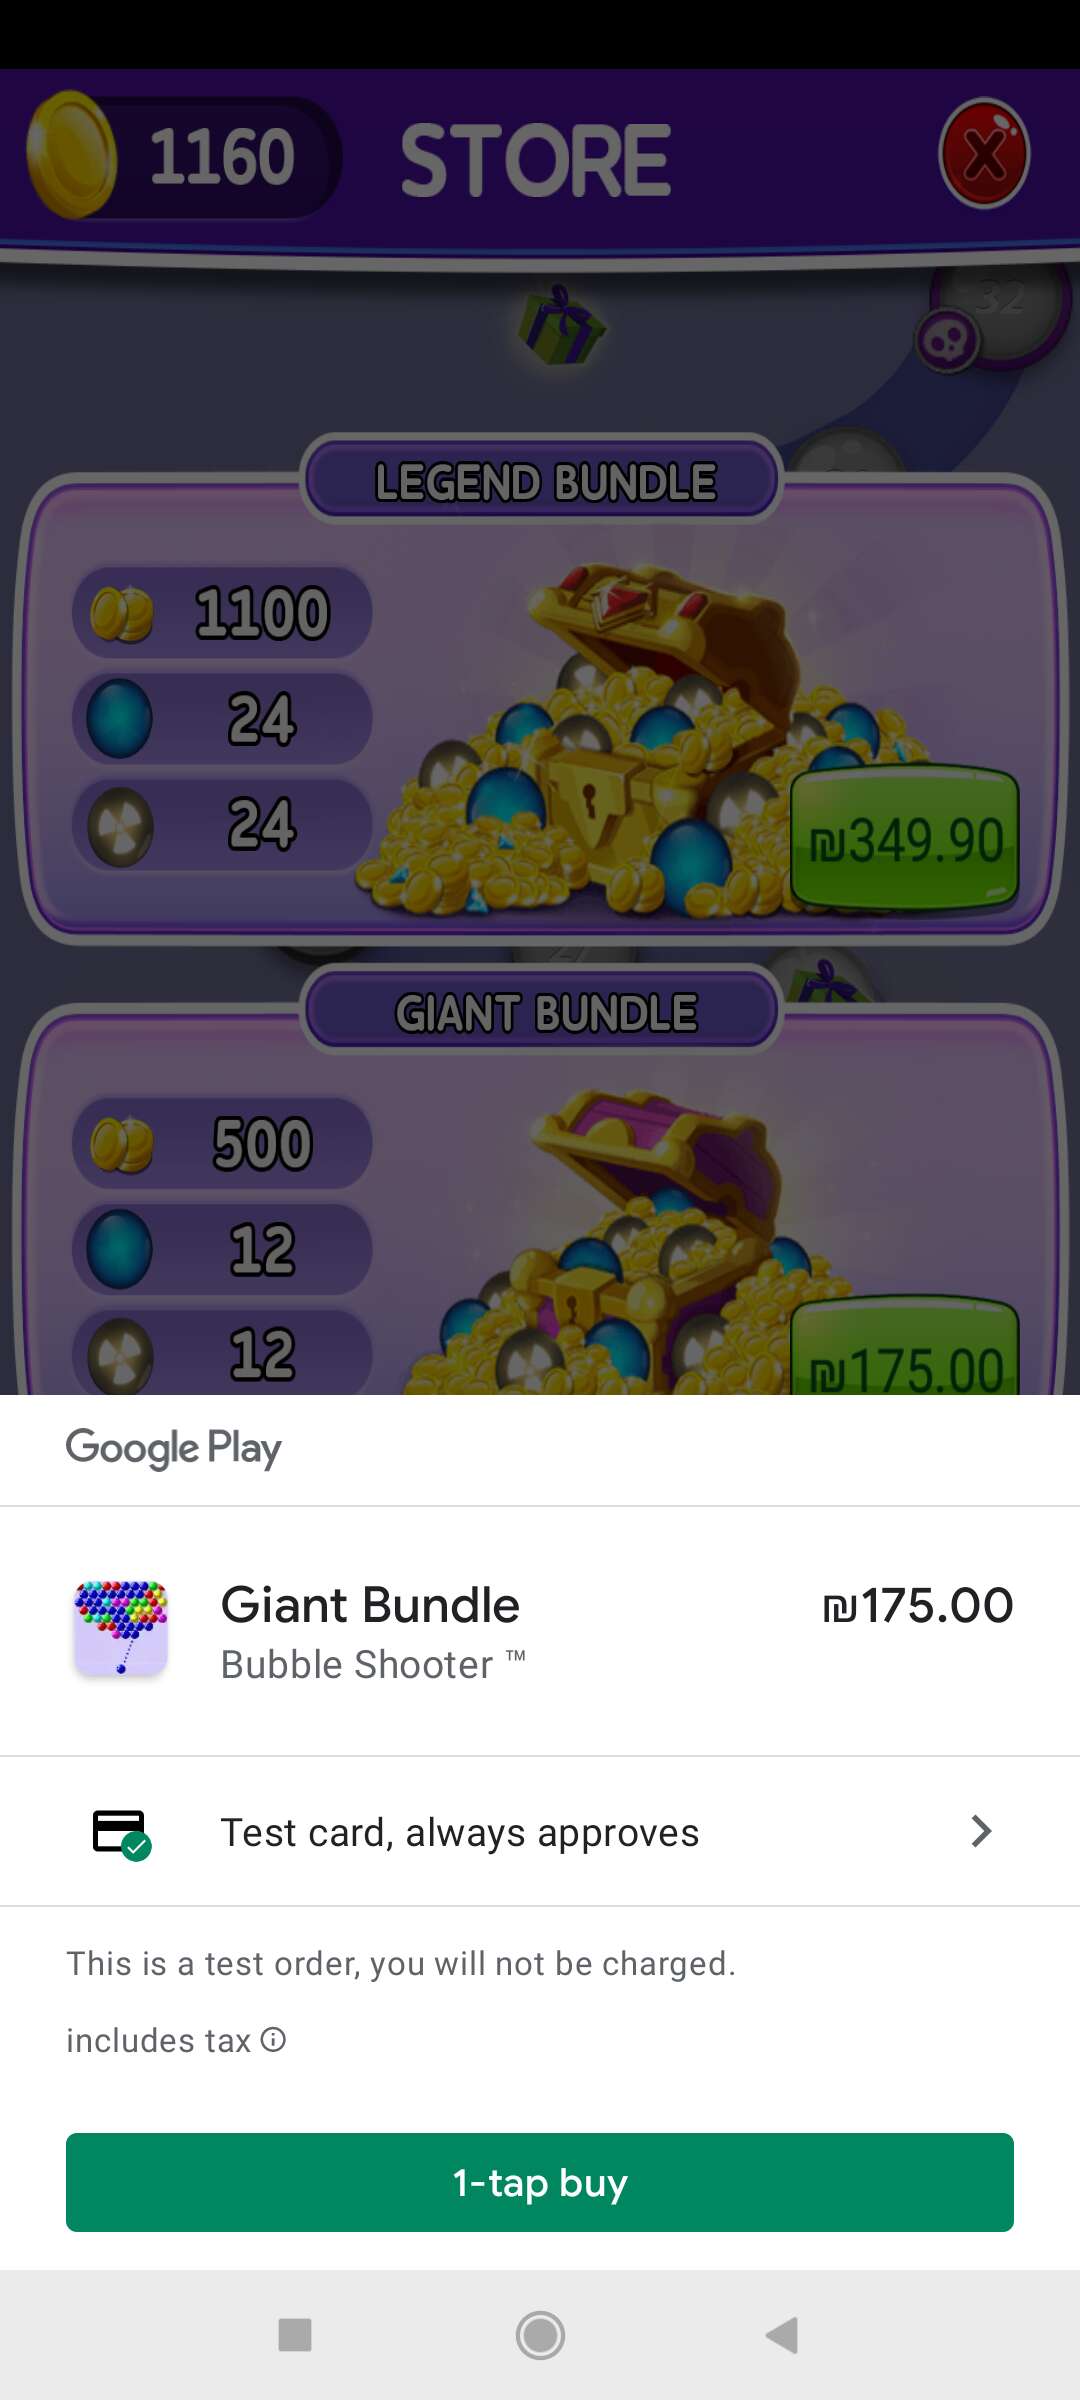 1160
STORE
32
LEGEND BUNDLE
1100
24
24
₪349.90
GIANT BUNDLE
500
12
12
₪175.00
Google Play
Giant Bundle
₪175.00
Bubble Shooter ™
Test card, always approves
This is a test order, you will not be charged.
includes tax
1-tap buy